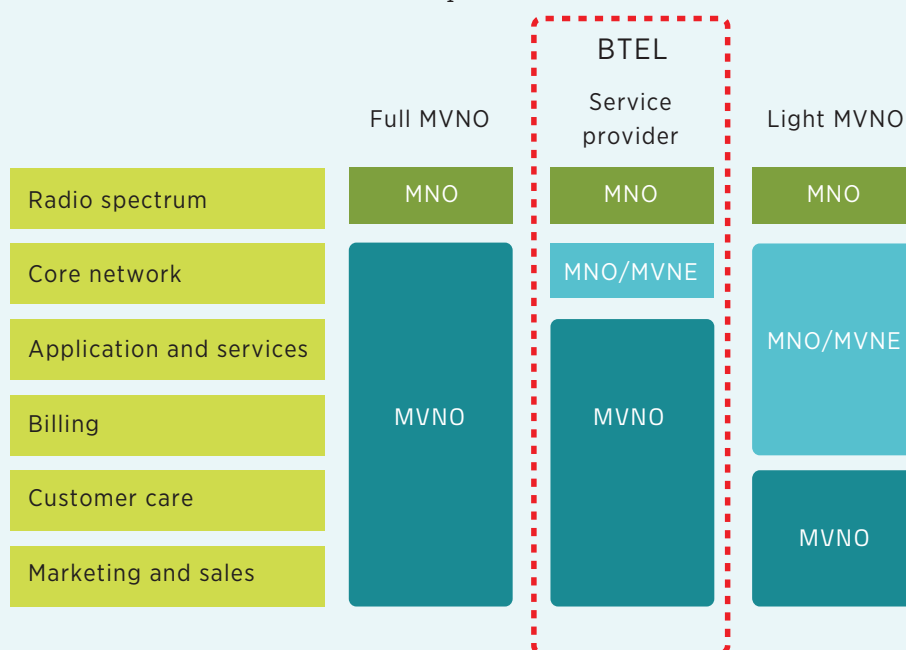 BTEL
Full MVNO
Service
provider
Light MVNO
Radio spectrum
MNO
MNO
MNO
Core network
MNO/MVNE
Application and services
MNO/MVNE
Billing
MVNO
MVNO
Customer care
MVNO
Marketing and sales